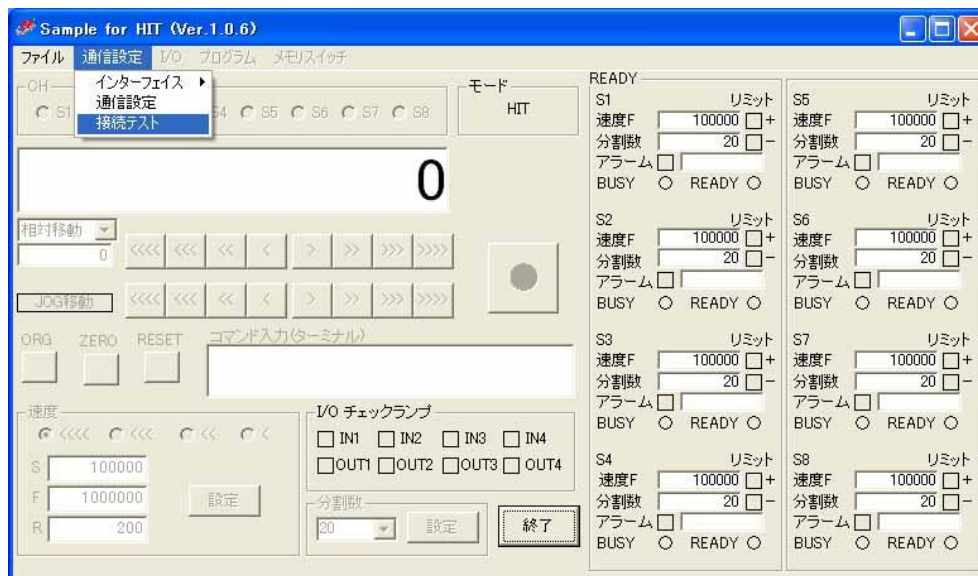 Sample for HIT (Ver.1.0.6)
ファイル 通信設定 I/O プログラム メモリスイッチ
インターフェイス
通信設定
接続テスト
CH
S1 S4 S5 S6 S7 S8
モード
HIT
0
相対移動
0
<<<< <<< << < > >> >>> >>>>
JOG移動
<<<< <<< << < > >> >>> >>>>
ORG ZERO RESET
コマンド入力(ターミナル)
速度
<<<< <<< << <
S 100000
F 1000000
R 200
設定
I/O チェックランプ
IN1 IN2 IN3 IN4
OUT1 OUT2 OUT3 OUT4
分割数
20 設定
終了
READY
S1 リミット
速度F 100000 +
分割数 20 -
アラーム
BUSY READY
S2 リミット
速度F 100000 +
分割数 20 -
アラーム
BUSY READY
S3 リミット
速度F 100000 +
分割数 20 -
アラーム
BUSY READY
S4 リミット
速度F 100000 +
分割数 20 -
アラーム
BUSY READY
S5 リミット
速度F 100000 +
分割数 20 -
アラーム
BUSY READY
S6 リミット
速度F 100000 +
分割数 20 -
アラーム
BUSY READY
S7 リミット
速度F 100000 +
分割数 20 -
アラーム
BUSY READY
S8 リミット
速度F 100000 +
分割数 20 -
アラーム
BUSY READY